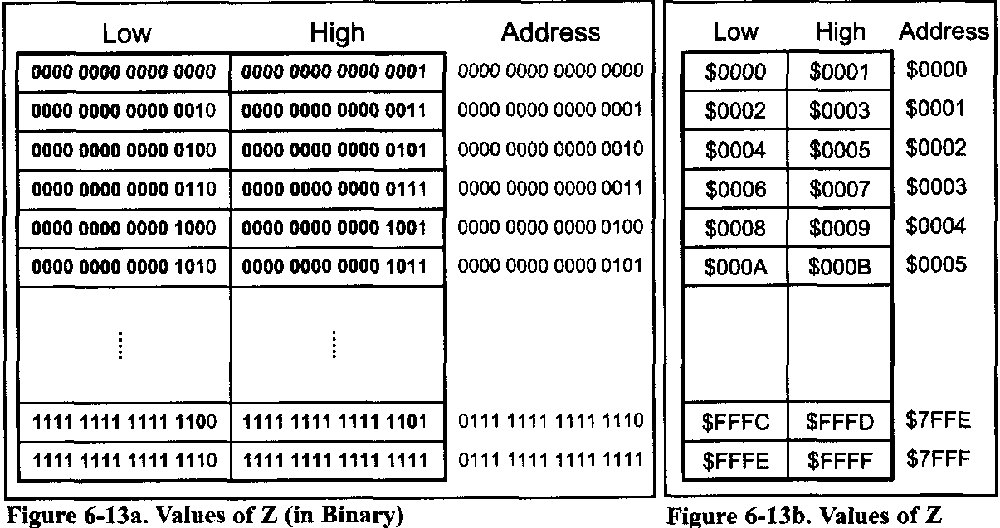 Low High Address
0000 0000 0000 0000 0000 0000 0000 0001 0000 0000 0000 0000
0000 0000 0000 0010 0000 0000 0000 0011 0000 0000 0000 0001
0000 0000 0000 0100 0000 0000 0000 0101 0000 0000 0000 0010
0000 0000 0000 0110 0000 0000 0000 0111 0000 0000 0000 0011
0000 0000 0000 1000 0000 0000 0000 1001 0000 0000 0000 0100
0000 0000 0000 1010 0000 0000 0000 1011 0000 0000 0000 0101
1111 1111 1111 1100 1111 1111 1111 1101 0111 1111 1111 1110
1111 1111 1111 1110 1111 1111 1111 1111 0111 1111 1111 1111
Figure 6-13a. Values of Z (in Binary)
Low High Address
$0000 $0001 $0000
$0002 $0003 $0001
$0004 $0005 $0002
$0006 $0007 $0003
$0008 $0009 $0004
$000A $000B $0005
$FFFC $FFFD $7FFE
$FFFE $FFFF $7FFF
Figure 6-13b. Values of Z